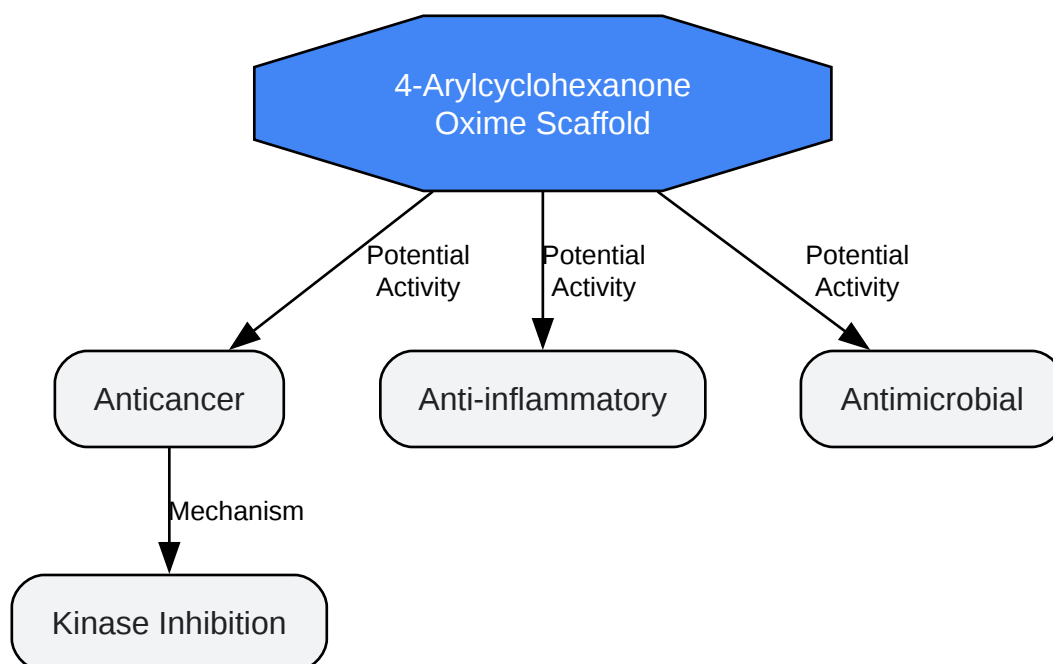 4-Arylcyclohexanone
Oxime Scaffold
Potential
Activity
Potential
Activity
Potential
Activity
Anticancer
Anti-inflammatory
Antimicrobial
Mechanism
Kinase Inhibition